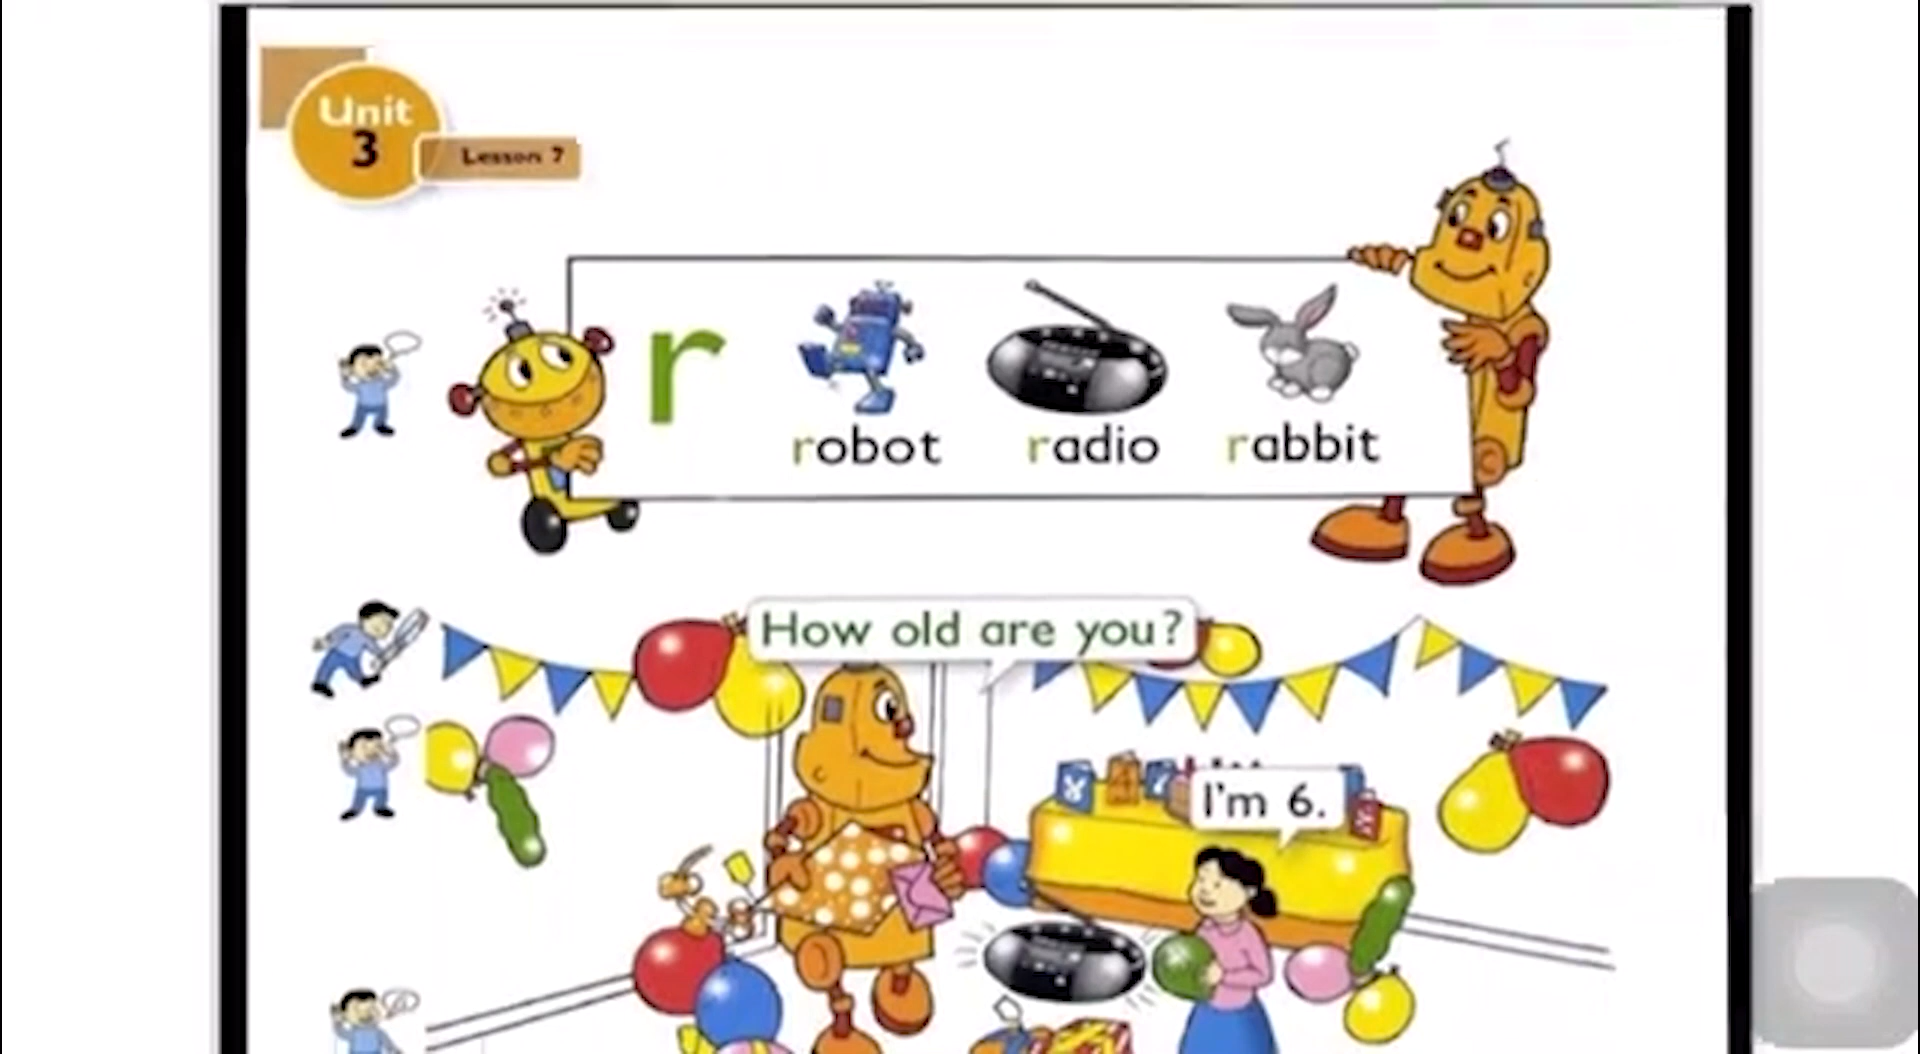 Unit
3
Lesson 7
r
robot radio rabbit
How old are you?
I'm 6.